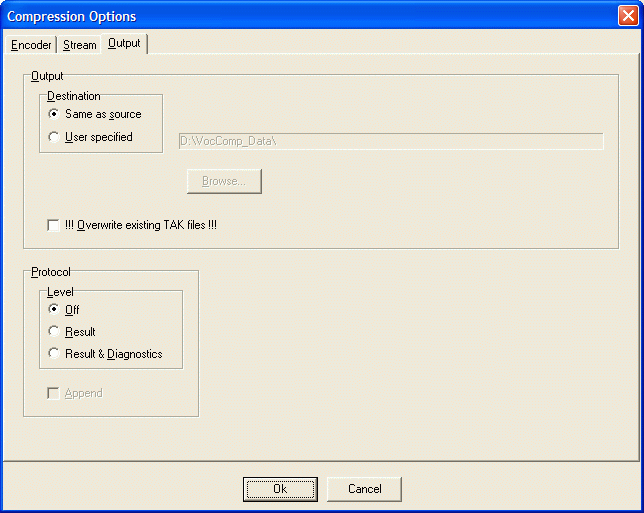 Compression Options
Encoder Stream Output
Output
Destination
Same as source
User specified
D:\VocComp_Data\
Browse...
!!! Overwrite existing TAK files !!!
Protocol
Level
Off
Result
Result & Diagnostics
Append
Ok Cancel